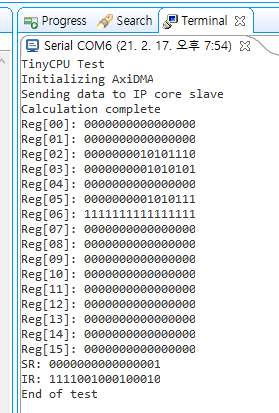 Progress Search Terminal
Serial COM6 (21. 2. 17. 오후 7:54)
TinyCPU Test
Initializing AxiDMA
Sending data to IP core slave
Calculation complete
Reg[00]: 0000000000000000
Reg[01]: 0000000000000000
Reg[02]: 0000000010101110
Reg[03]: 0000000001010101
Reg[04]: 0000000000000000
Reg[05]: 0000000001010111
Reg[06]: 1111111111111111
Reg[07]: 0000000000000000
Reg[08]: 0000000000000000
Reg[09]: 0000000000000000
Reg[10]: 0000000000000000
Reg[11]: 0000000000000000
Reg[12]: 0000000000000000
Reg[13]: 0000000000000000
Reg[14]: 0000000000000000
Reg[15]: 0000000000000000
SR: 0000000000000001
IR: 1111001000100010
End of test